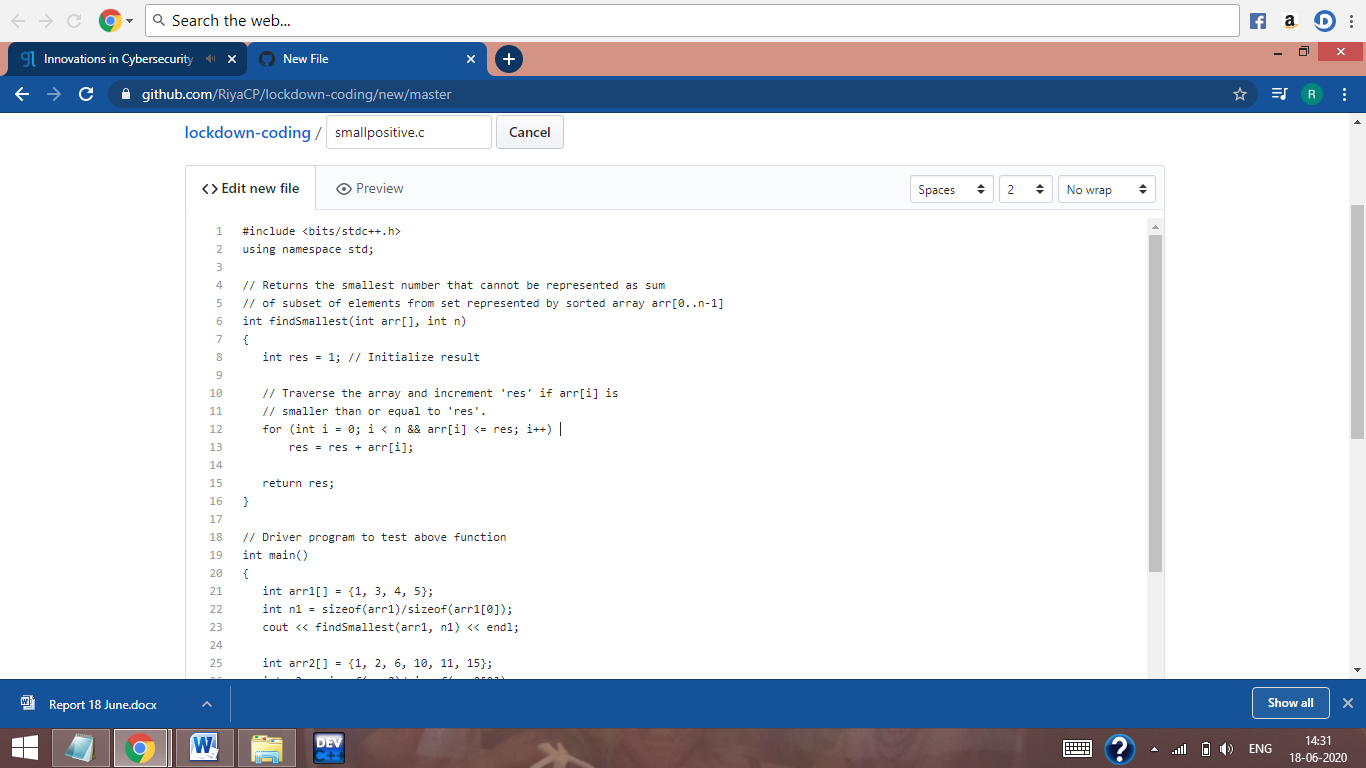 Search the web...
Innovations in Cybersecurity
New File
github.com/RiyaCP/lockdown-coding/new/master
R
lockdown-coding / smallpositive.c Cancel
<> Edit new file Preview Spaces 2 No wrap
1 #include <bits/stdc++.h>
2 using namespace std;
3
4 // Returns the smallest number that cannot be represented as sum
5 // of subset of elements from set represented by sorted array arr[0..n-1]
6 int findSmallest(int arr[], int n)
7 {
8 int res = 1; // Initialize result
9
10 // Traverse the array and increment 'res' if arr[i] is
11 // smaller than or equal to 'res'.
12 for (int i = 0; i < n && arr[i] <= res; i++)
13 res = res + arr[i];
14
15 return res;
16 }
17
18 // Driver program to test above function
19 int main()
20 {
21 int arr1[] = {1, 3, 4, 5};
22 int n1 = sizeof(arr1)/sizeof(arr1[0]);
23 cout << findSmallest(arr1, n1) << endl;
24
25 int arr2[] = {1, 2, 6, 10, 11, 15};
Report 18 June.docx
Show all
DEV C++
ENG
14:31
18-06-2020